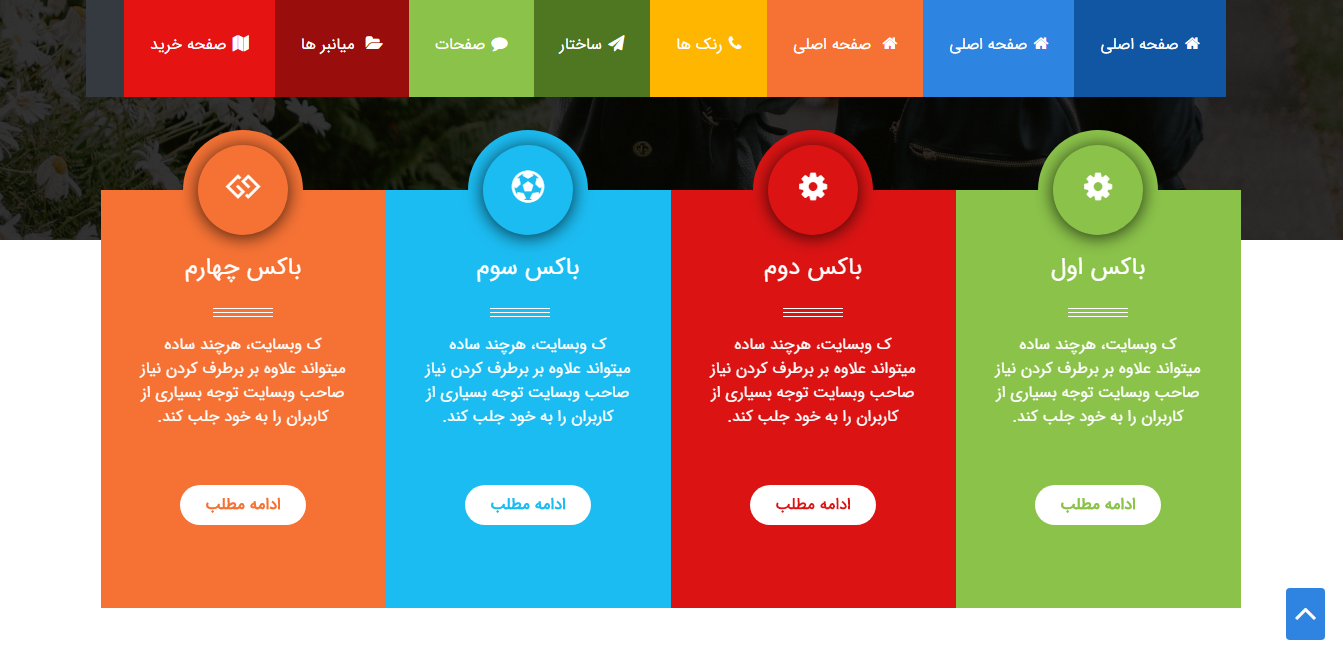 صفحه اصلی
صفحه اصلی
صفحه اصلی
رنک ها
ساختار
صفحات
میانبر ها
صفحه خرید
باکس اول
ک وبسایت، هرچند ساده
میتواند علاوه بر برطرف کردن نیاز
صاحب وبسایت توجه بسیاری از
کاربران را به خود جلب کند.
ادامه مطلب
باکس دوم
ک وبسایت، هرچند ساده
میتواند علاوه بر برطرف کردن نیاز
صاحب وبسایت توجه بسیاری از
کاربران را به خود جلب کند.
ادامه مطلب
باکس سوم
ک وبسایت، هرچند ساده
میتواند علاوه بر برطرف کردن نیاز
صاحب وبسایت توجه بسیاری از
کاربران را به خود جلب کند.
ادامه مطلب
باکس چهارم
ک وبسایت، هرچند ساده
میتواند علاوه بر برطرف کردن نیاز
صاحب وبسایت توجه بسیاری از
کاربران را به خود جلب کند.
ادامه مطلب